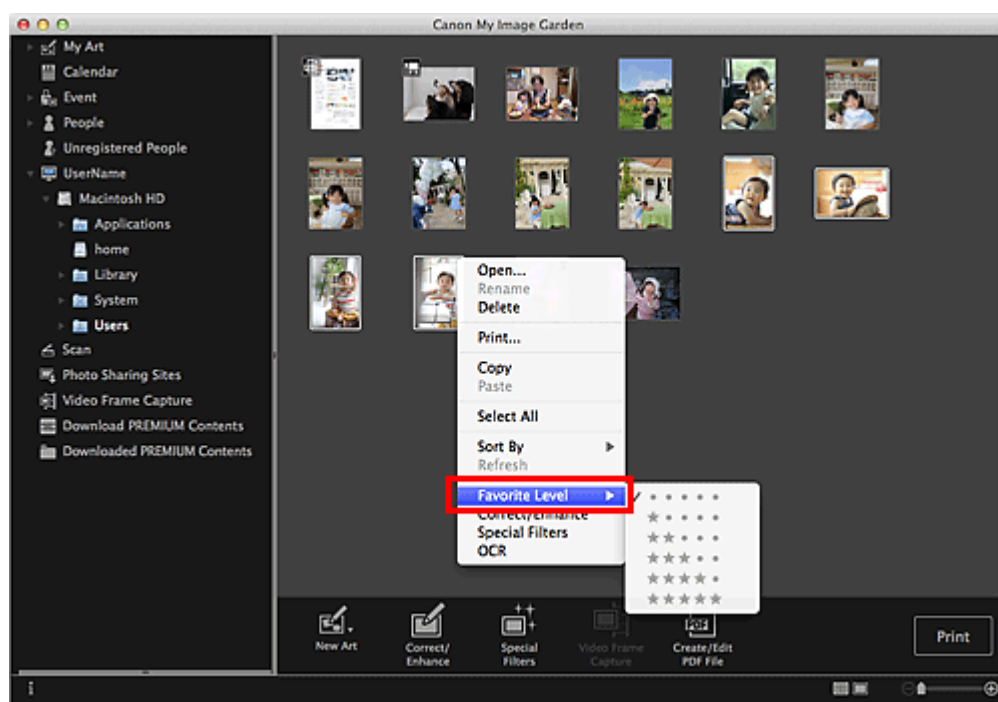 Canon My Image Garden
My Art
Calendar
Event
People
Unregistered People
UserName
Macintosh HD
Applications
home
Library
System
Users
Scan
Photo Sharing Sites
Video Frame Capture
Download PREMIUM Contents
Downloaded PREMIUM Contents
Open...
Rename
Delete
Print...
Copy
Paste
Select All
Sort By
Refresh
Favorite Level
Correct/Enhance
Special Filters
OCR
New Art
Correct/
Enhance
Special
Filters
Video Frame
Capture
PDF
Create/Edit
PDF File
Print